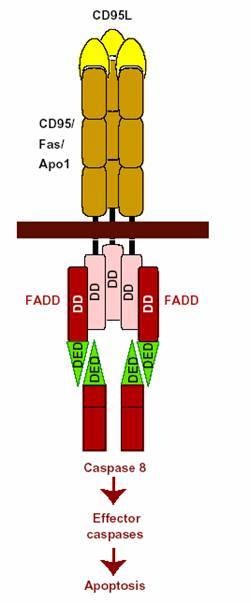 CD95L
CD95/
Fas/
Apo1
FADD
DD
DD
DD
DD
FADD
DED
DED
DED
DED
Caspase 8
Effector
caspases
Apoptosis